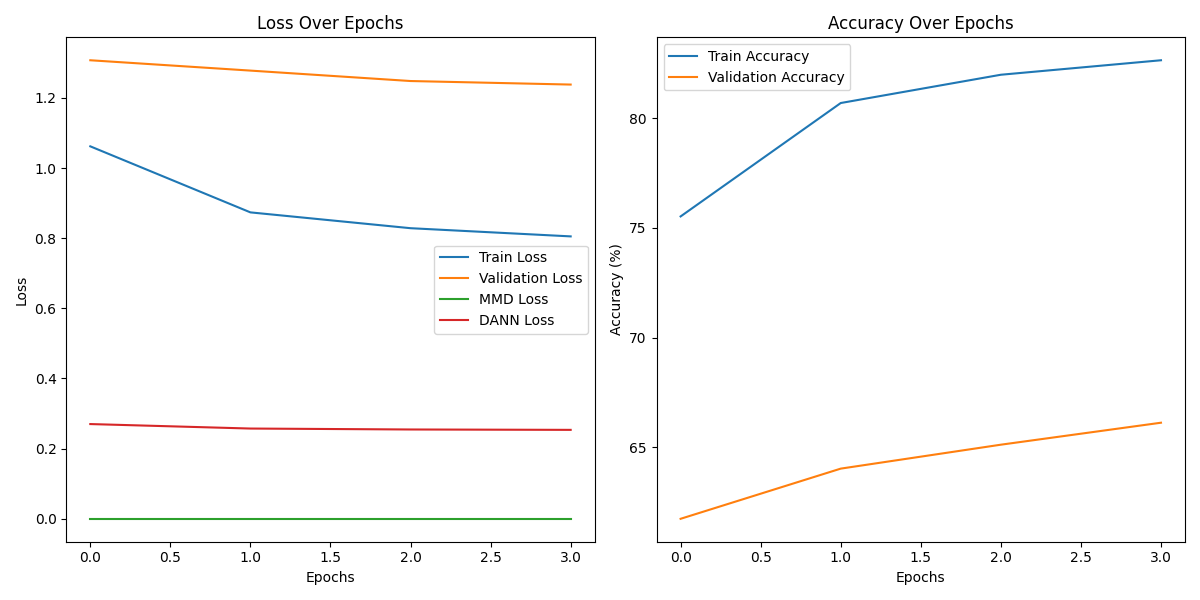 Loss Over Epochs
Loss
1.2
1.0
0.8
0.6
0.4
0.2
0.0
Train Loss
Validation Loss
MMD Loss
DANN Loss
0.0 0.5 1.0 1.5 2.0 2.5 3.0
Epochs
Accuracy Over Epochs
Train Accuracy
Validation Accuracy
Accuracy (%)
80
75
70
65
0.0 0.5 1.0 1.5 2.0 2.5 3.0
Epochs